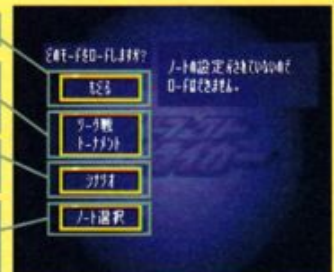 どのモードをロードしますか?
もどる
リーグ戦
トーナメント
シナリオ
ノート選択
ノートの設定がされていないので
ロードはできません。